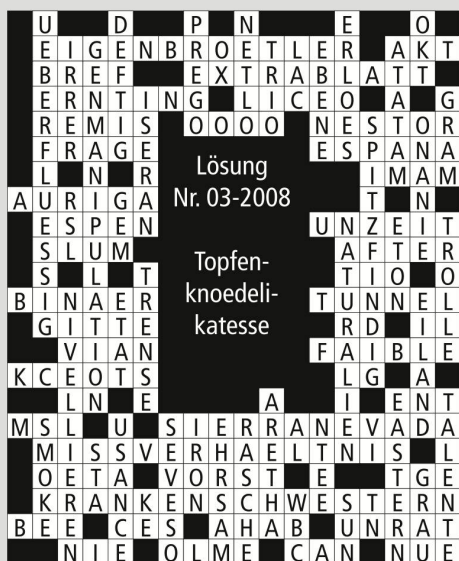 U D P N E O
EIGENBROETLER AKT
BREF EXTRABLATT
ERNTING LICEO A G
REMIS OOOO NESTOR
FRAGE ESPANA
L N R IMAM
AURIGA T N
ESPEN UNZEIT
SLUM AFTER
S L T TIO O
BINAER TUNNEL
GITTE RD IL
VIAN FAIBLE
KCEOTS LG A
LN E A I ENT
MSL U SIERRANEVADA
MISSVERHAELTNIS L
OETA VORST E TGE
KRANKENSCHWESTERN
BEE CES AHAB UNRAT
NIE OLME CAN NUE
Lösung
Nr. 03-2008
Topfen-
knoedeli-
katesse